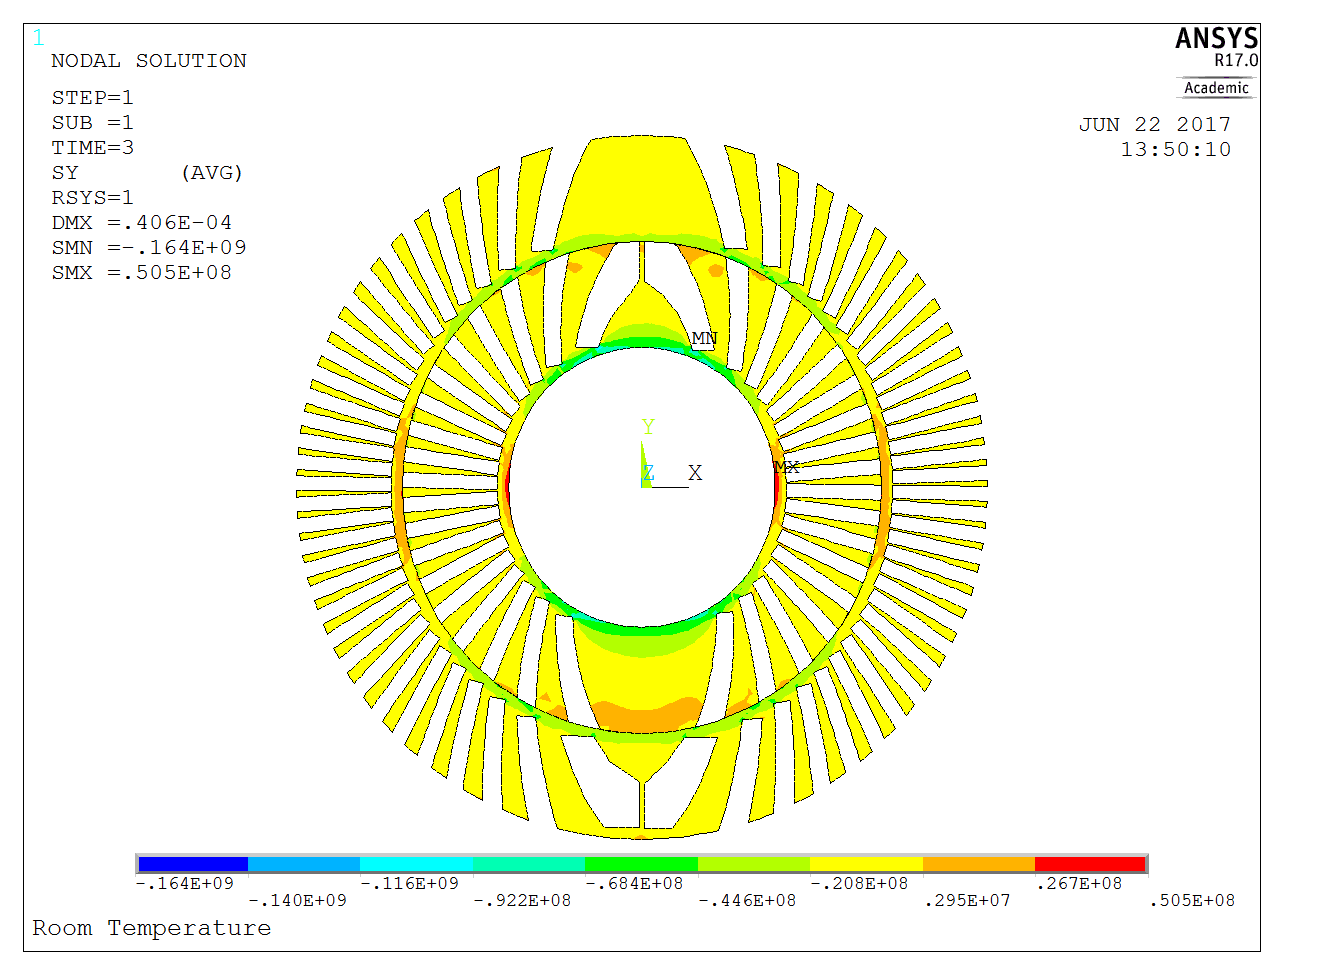 1
NODAL SOLUTION
STEP=1
SUB =1
TIME=3
SY (AVG)
RSYS=1
DMX =.406E-04
SMN =-.164E+09
SMX =.505E+08
ANSYS
R17.0
Academic
JUN 22 2017
13:50:10
MN
Y
MX
Z X
-.164E+09 -.116E+09 -.684E+08 -.208E+08 .267E+08
-.140E+09 -.922E+08 -.446E+08 .295E+07 .505E+08
Room Temperature